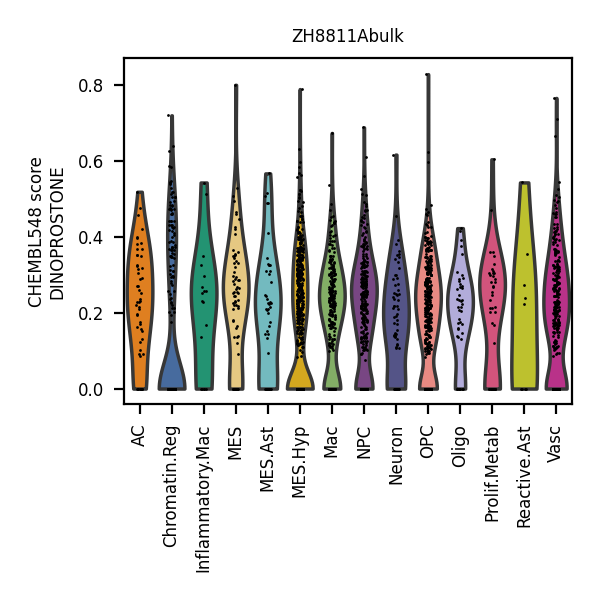 ZH8811Abulk
CHEMBL548 score
DINOPROSTONE
0.8
0.6
0.4
0.2
0.0
AC
Chromatin.Reg
Inflammatory.Mac
MES
MES.Ast
MES.Hyp
Mac
NPC
Neuron
OPC
Oligo
Prolif.Metab
Reactive.Ast
Vasc